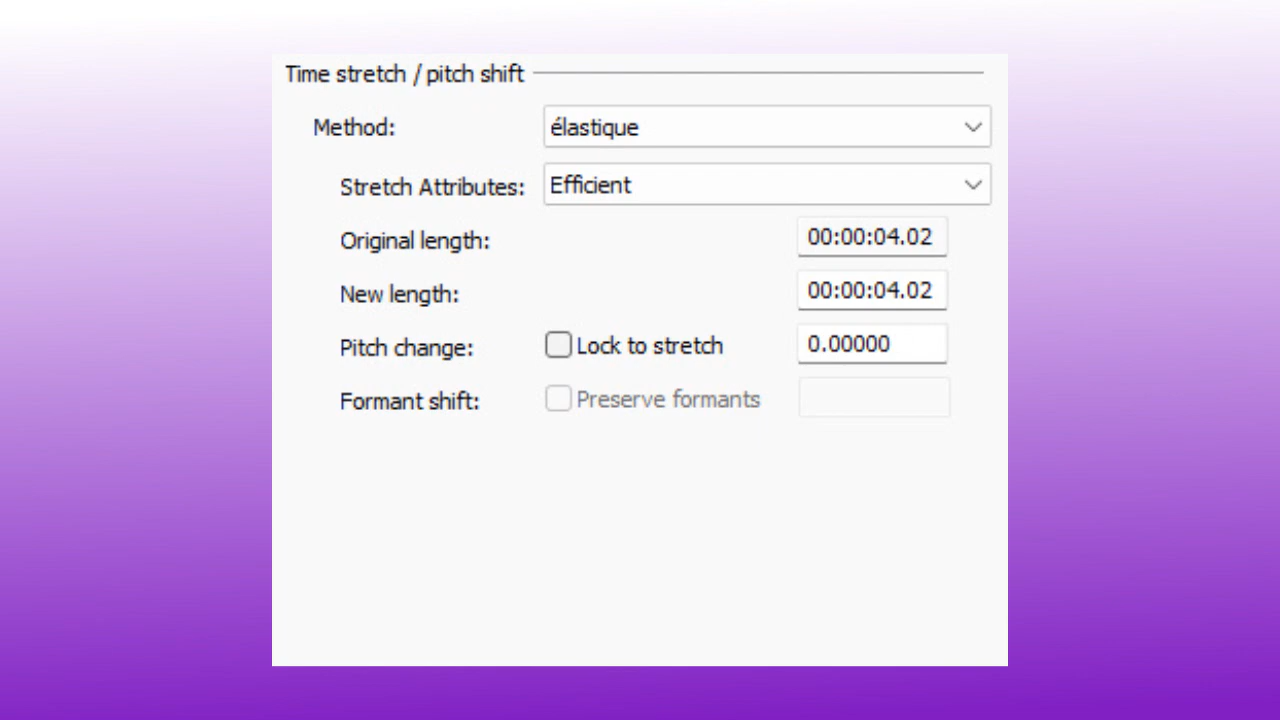 Time stretch / pitch shift
Method: élastique
Stretch Attributes: Efficient
Original length: 00:00:04.02
New length: 00:00:04.02
Pitch change: Lock to stretch 0.00000
Formant shift: Preserve formants